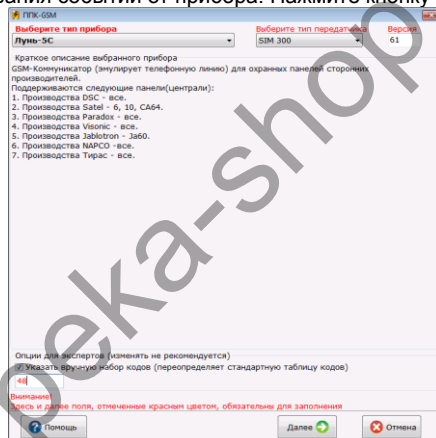 ания событий от прибора. Нажмите кнопку
ППК-GSM
Выберите тип прибора Выберите тип передатчика Версия
Лунь-5С SIM 300 61
Краткое описание выбранного прибора
GSM-Коммуникатор (эмулирует телефонную линию) для охранных панелей сторонних
производителей.
Поддерживаются следующие панели(централи):
1. Производства DSC - все.
2. Производства Satel - 6, 10, CA64.
3. Производства Paradox - все.
4. Производства Visonic - все.
5. Производства Jablotron - Ja60.
6. Производства NAPCO -все.
7. Производства Тирас - все.
Опции для экспертов (изменять не рекомендуется)
Указать вручную набор кодов (переопределяет стандартную таблицу кодов)
48
Внимание!
Здесь и далее поля, отмеченные красным цветом, обязательны для заполнения
Помощь Далее Отмена
peka-shop